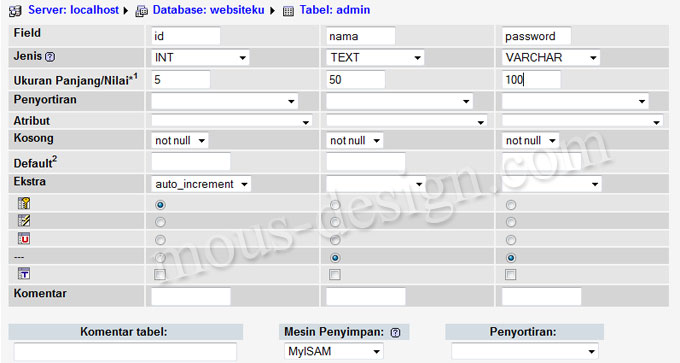 Server: localhost ▶ Database: websiteku ▶ Tabel: admin
Field id nama password
Jenis INT TEXT VARCHAR
Ukuran Panjang/Nilai*1 5 50 100
Penyortiran
Atribut
Kosong not null not null not null
Default2
Ekstra auto_increment
U
---
T
Komentar
Komentar tabel: Mesin Penyimpan: Penyortiran:
MyISAM
mous-design.com